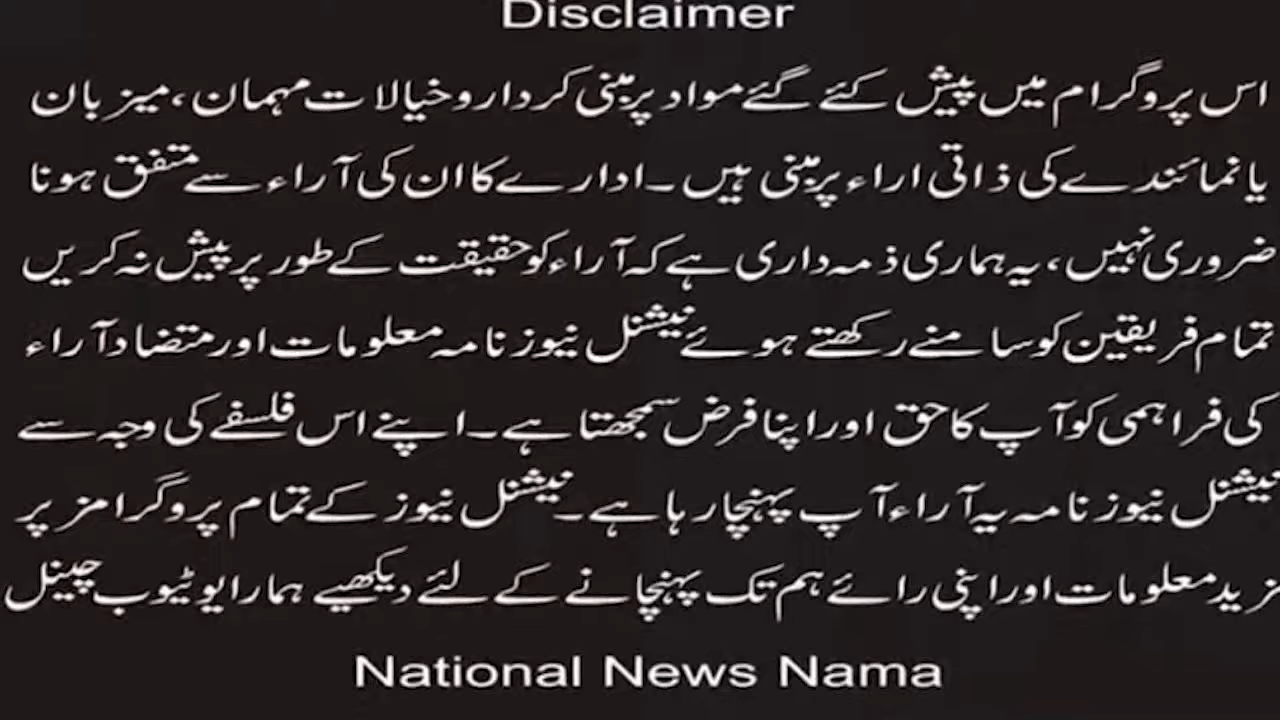 Disclaimer
اس پروگرام میں پیش کئے گئے مواد پر مبنی کردار و خیالات مہمان، میزبان
یا نمائندے کی ذاتی اراء پر مبنی ہیں ۔ ادارے کا ان کی آراء سے متفق ہونا
ضروری نہیں، یہ ہماری ذمہ داری ہے کہ آراء کو حقیقت کے طور پر پیش نہ کریں
تمام فریقین کو سامنے رکھتے ہوئے نیشنل نیوز نامہ معلومات اور متضاد آراء
کی فراہمی کو آپ کا حق اور اپنا فرض سمجھتا ہے ۔ اپنے اس فلسفے کی وجہ سے
نیشنل نیوز نامہ یہ آراء آپ پہنچا رہا ہے ۔ نیشنل نیوز کے تمام پروگرامز پر
زید معلومات اور اپنی رائے ہم تک پہنچانے کے لئے دیکھیے ہمارا یوٹیوب چینل
National News Nama